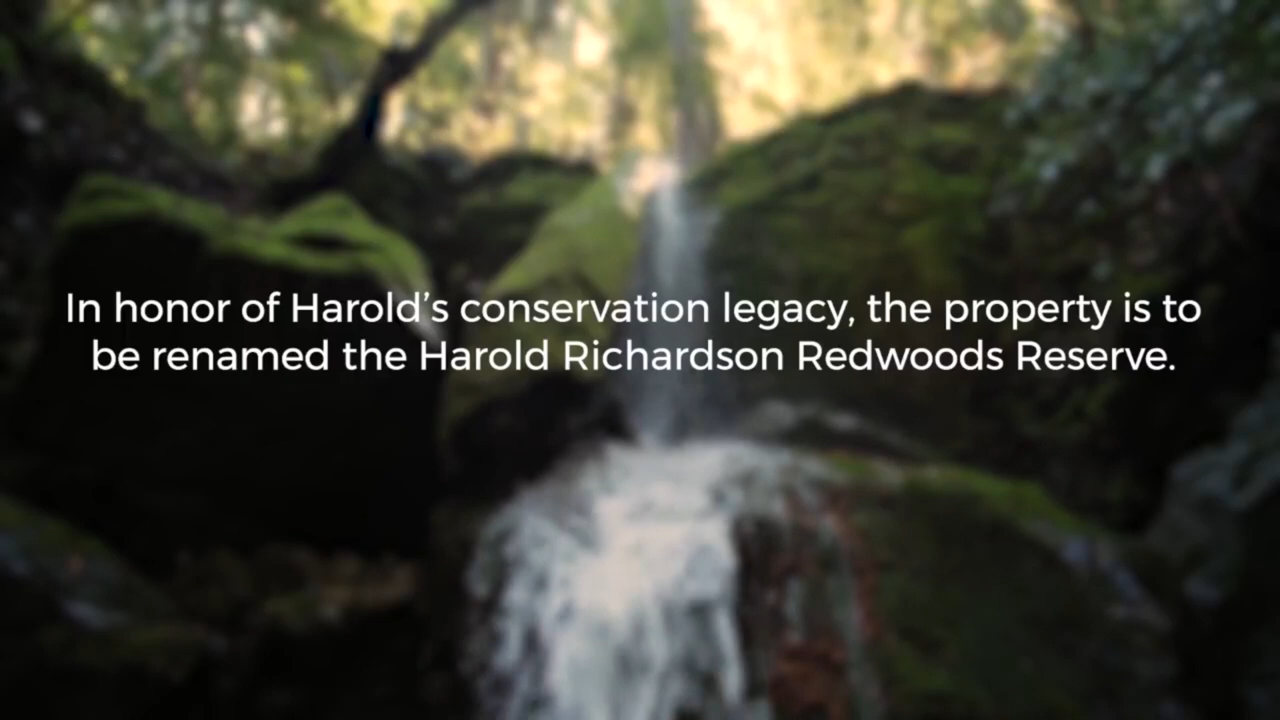 In honor of Harold’s conservation legacy, the property is to
be renamed the Harold Richardson Redwoods Reserve.